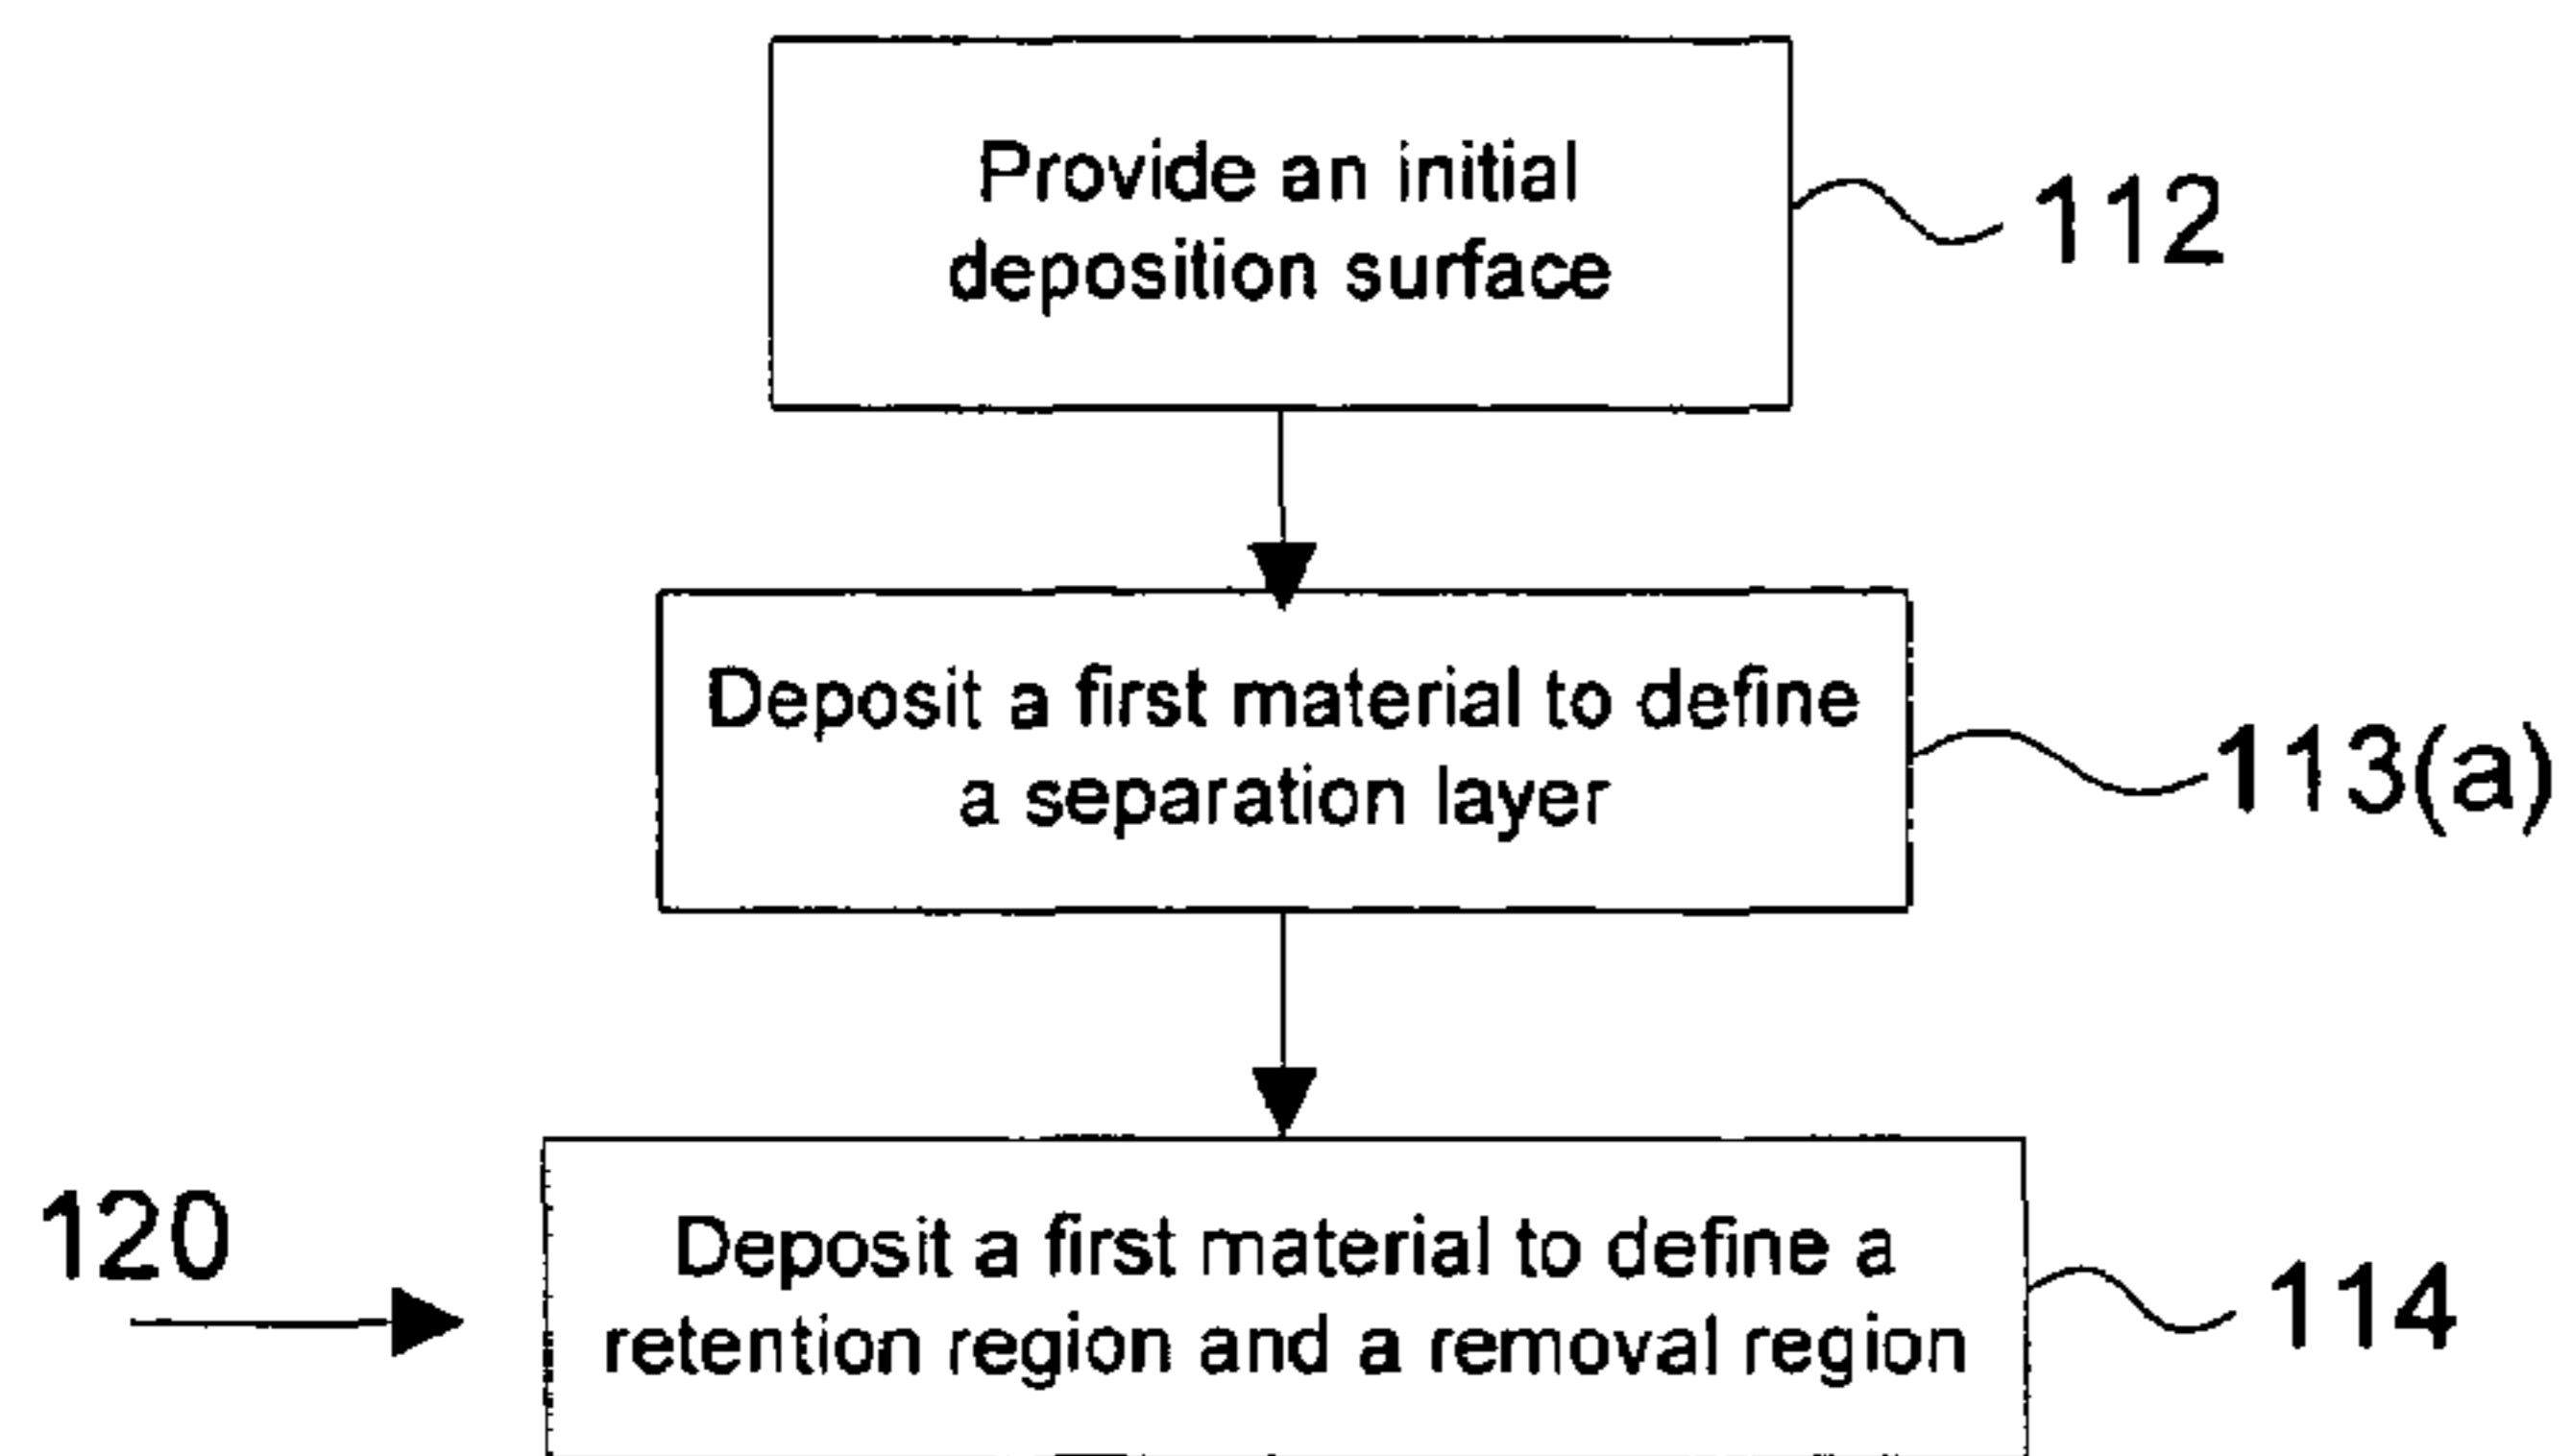 Provide an initial
deposition surface
112
Deposit a first material to define
a separation layer
113(a)
120
Deposit a first material to define a
retention region and a removal region
114